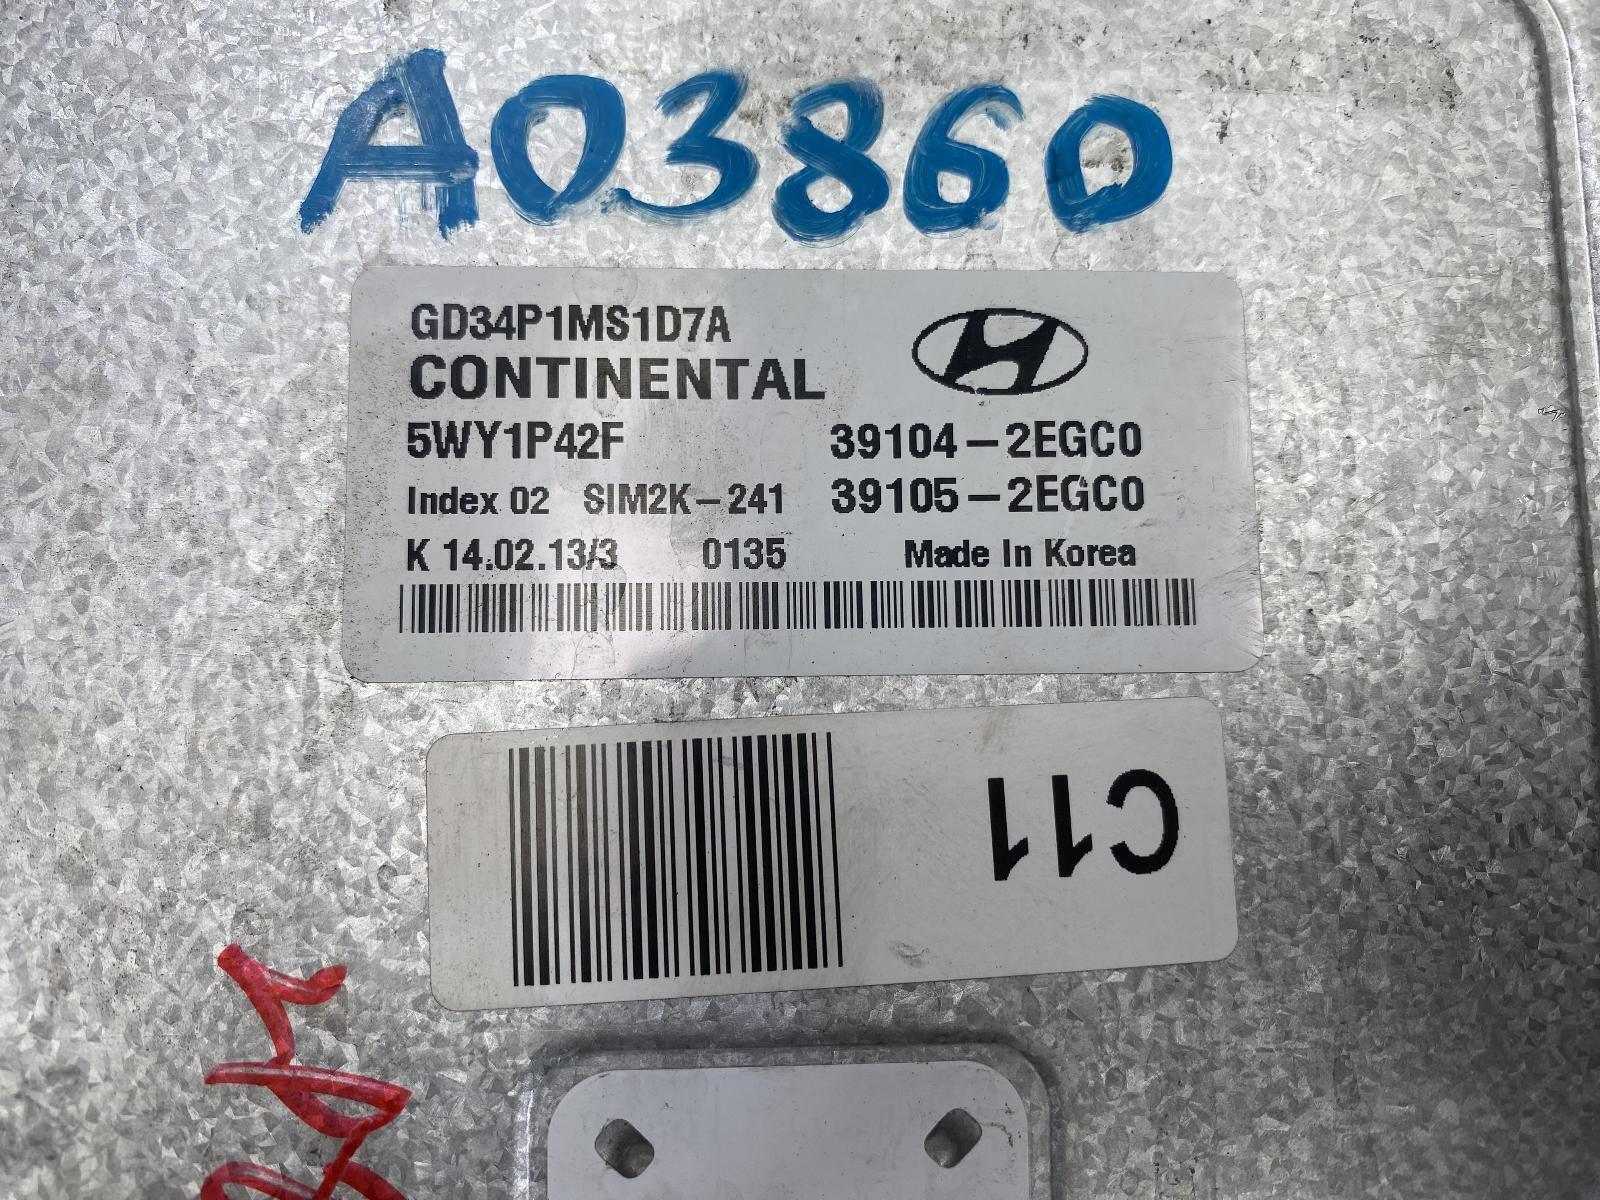 A03860
GD34P1MS1D7A
CONTINENTAL
5WY1P42F 39104-2EGC0
Index 02 SIM2K-241 39105-2EGC0
K 14.02.13/3 0135 Made In Korea
C11